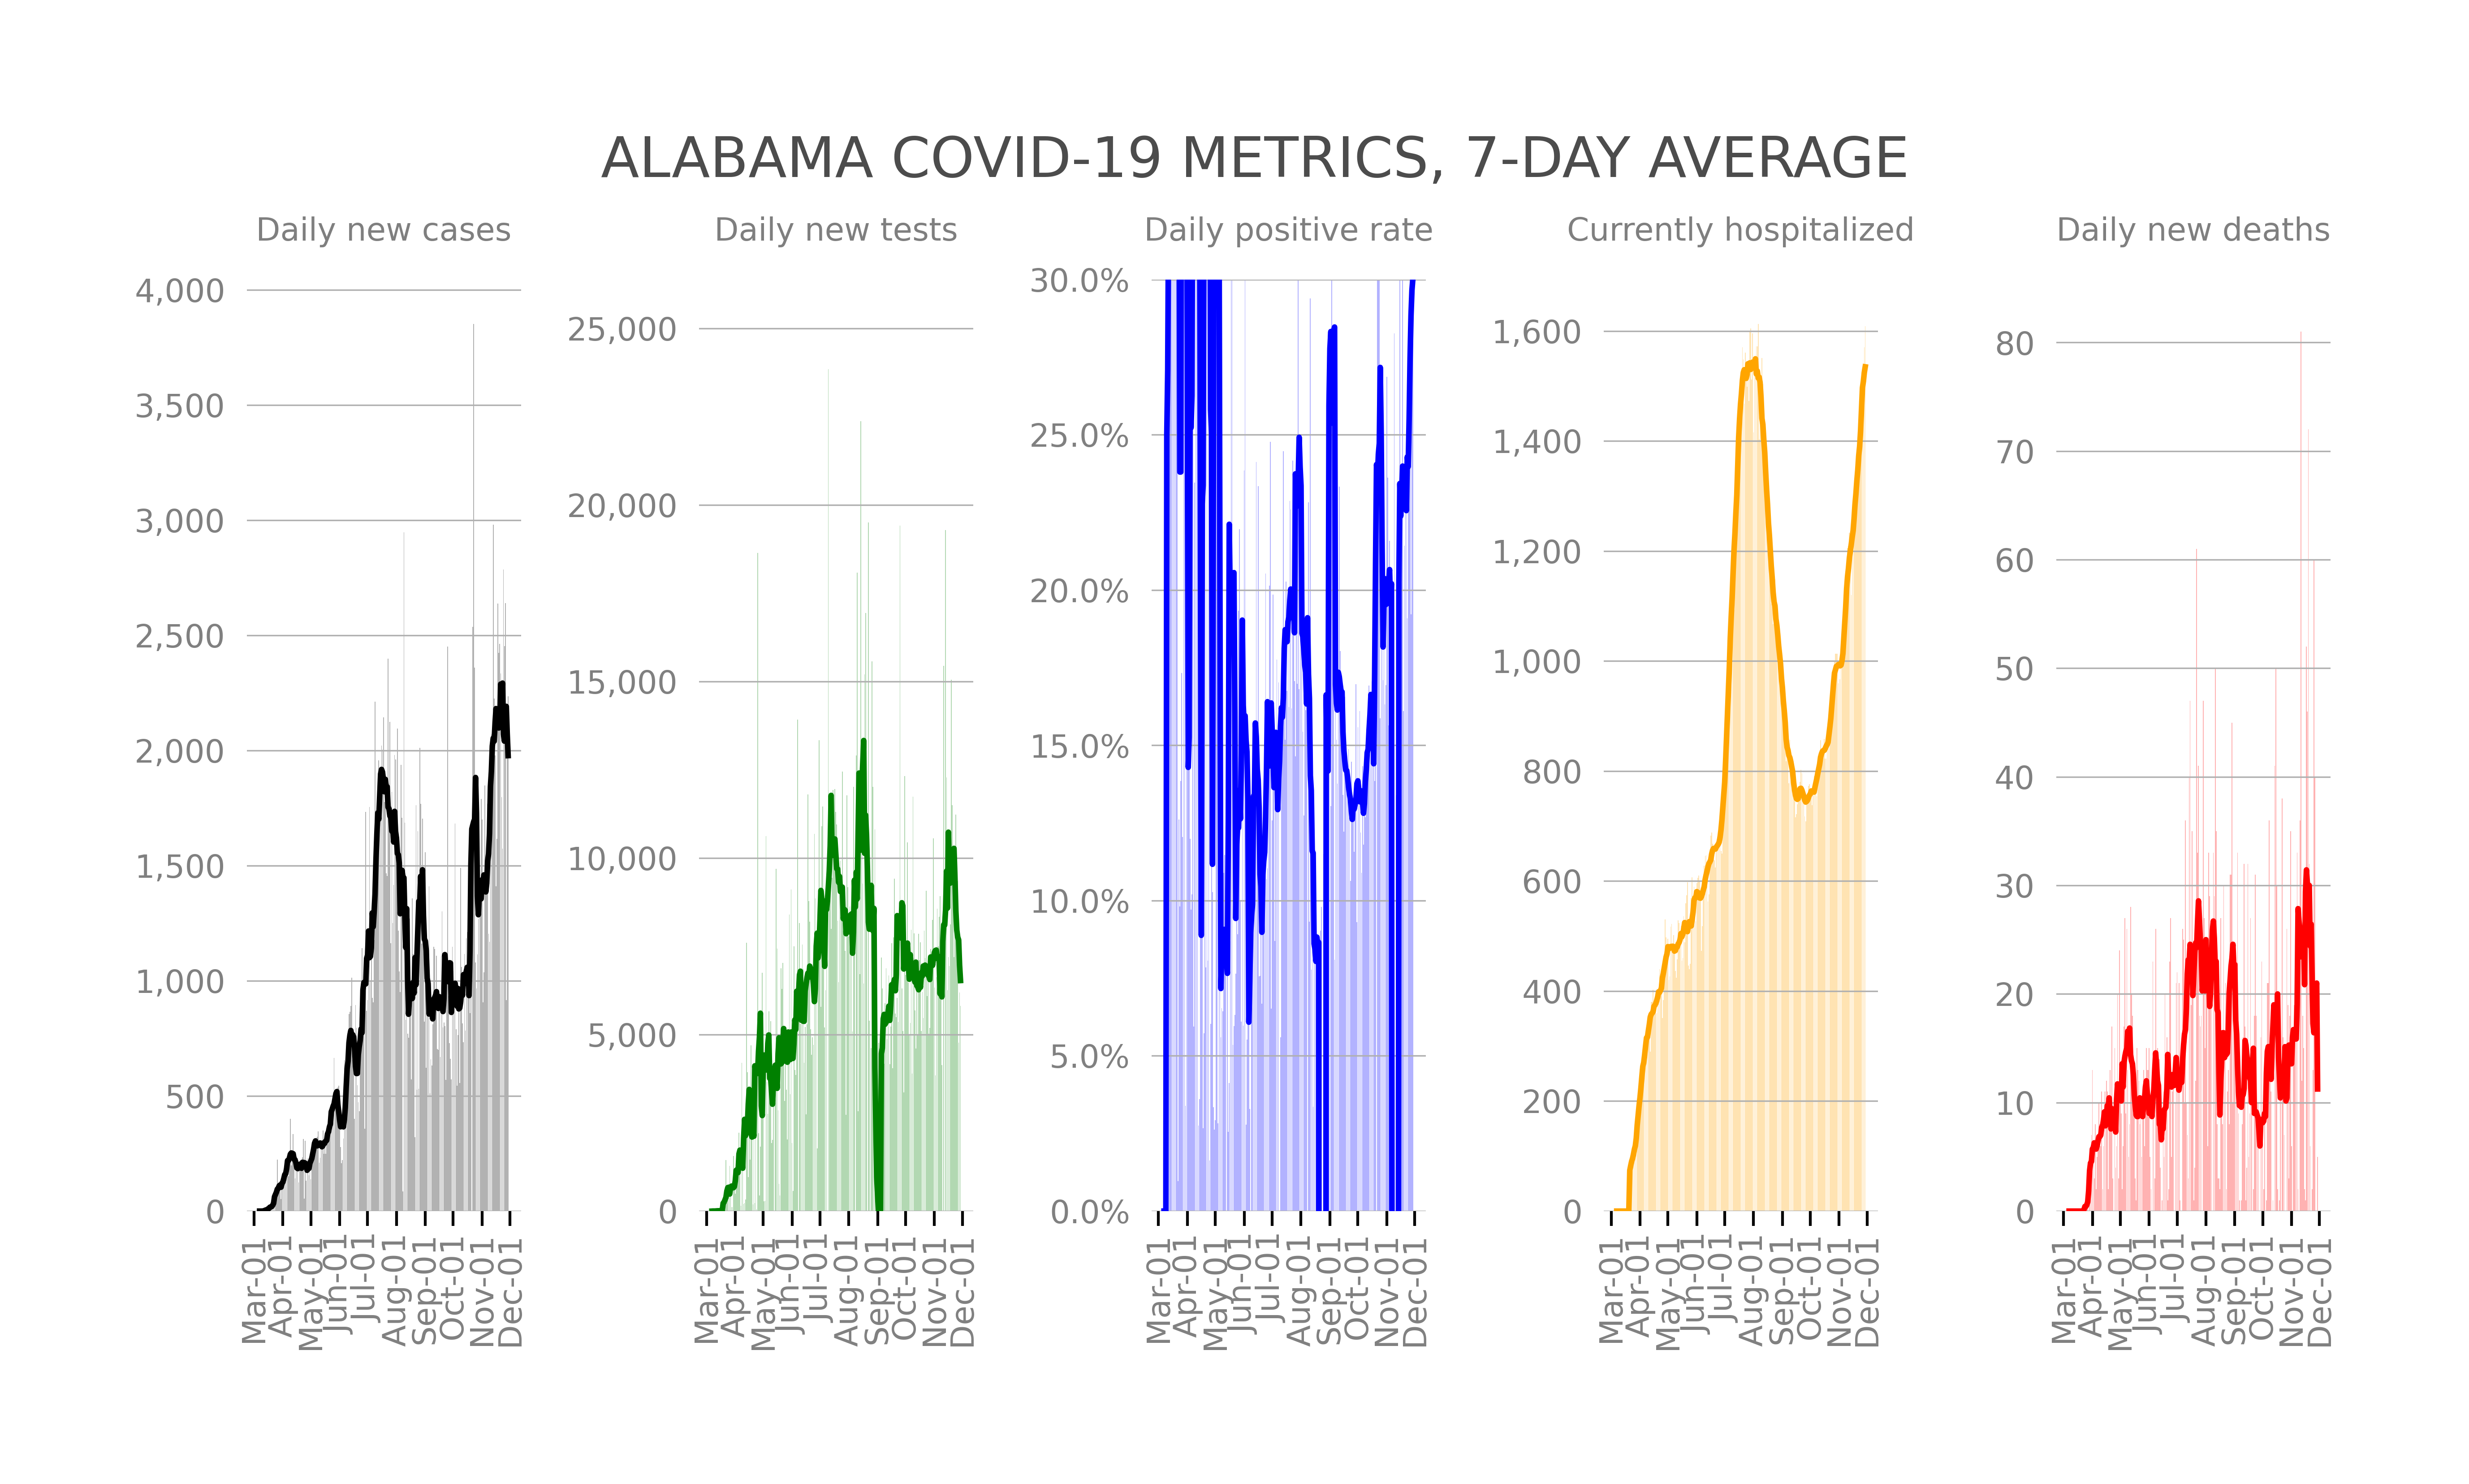 ALABAMA COVID-19 METRICS, 7-DAY AVERAGE
Daily new cases
4,000
3,500
3,000
2,500
2,000
1,500
1,000
500
0
Mar-01
Apr-01
May-01
Jun-01
Jul-01
Aug-01
Sep-01
Oct-01
Nov-01
Dec-01
Daily new tests
25,000
20,000
15,000
10,000
5,000
0
Mar-01
Apr-01
May-01
Jun-01
Jul-01
Aug-01
Sep-01
Oct-01
Nov-01
Dec-01
Daily positive rate
30.0%
25.0%
20.0%
15.0%
10.0%
5.0%
0.0%
Mar-01
Apr-01
May-01
Jun-01
Jul-01
Aug-01
Sep-01
Oct-01
Nov-01
Dec-01
Currently hospitalized
1,600
1,400
1,200
1,000
800
600
400
200
0
Mar-01
Apr-01
May-01
Jun-01
Jul-01
Aug-01
Sep-01
Oct-01
Nov-01
Dec-01
Daily new deaths
80
70
60
50
40
30
20
10
0
Mar-01
Apr-01
May-01
Jun-01
Jul-01
Aug-01
Sep-01
Oct-01
Nov-01
Dec-01